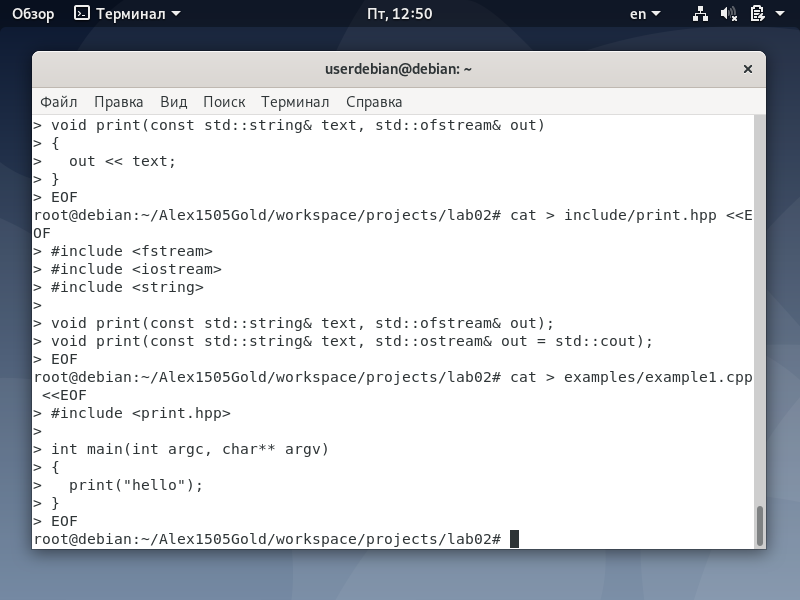 Обзор Терминал Пт, 12:50 en
userdebian@debian: ~ ×
Файл Правка Вид Поиск Терминал Справка
> void print(const std::string& text, std::ofstream& out)
> {
>   out << text;
> }
> EOF
root@debian:~/Alex1505Gold/workspace/projects/lab02# cat > include/print.hpp <<E
OF
> #include <fstream>
> #include <iostream>
> #include <string>
>
> void print(const std::string& text, std::ofstream& out);
> void print(const std::string& text, std::ostream& out = std::cout);
> EOF
root@debian:~/Alex1505Gold/workspace/projects/lab02# cat > examples/example1.cpp
 <<EOF
> #include <print.hpp>
>
> int main(int argc, char** argv)
> {
>   print("hello");
> }
> EOF
root@debian:~/Alex1505Gold/workspace/projects/lab02#